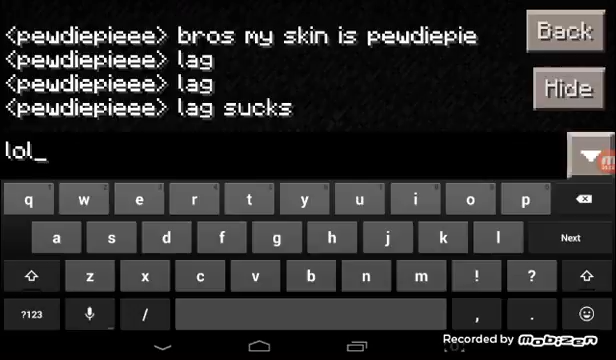 <pewdiepieee> bros my skin is pewdiepie
<pewdiepieee> lag
<pewdiepieee> lag
<pewdiepieee> lag sucks
Back
Hide
lol_
q w e r t y u i o p
a s d f g h j k l Next
z x c v b n m ! ?
?123 / , .
Recorded by Mobizen